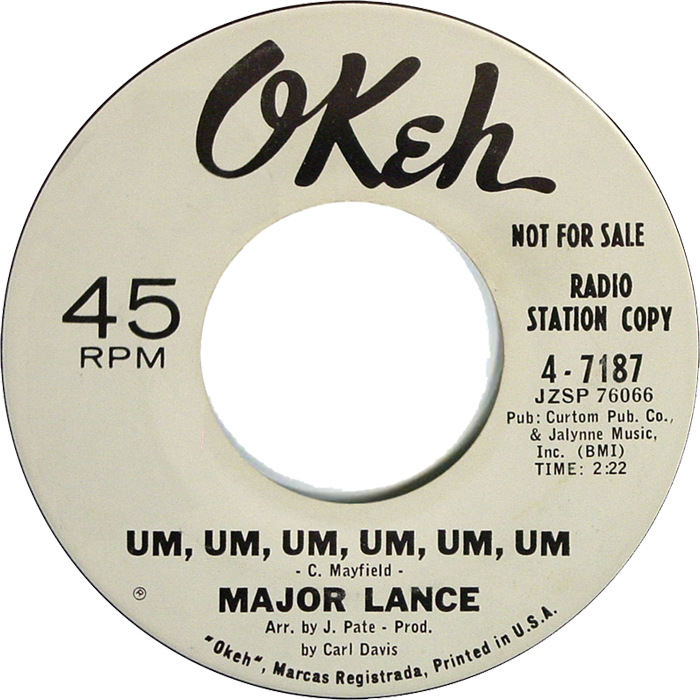 OKeh
NOT FOR SALE
RADIO
STATION COPY
45
RPM
4-7187
JZSP 76066
Pub: Curtom Pub. Co.,
& Jalynne Music,
Inc. (BMI)
TIME: 2:22
UM, UM, UM, UM, UM, UM
- C. Mayfield -
MAJOR LANCE
Arr. by J. Pate - Prod.
by Carl Davis
®
"Okeh", Marcas Registrada, Printed in U.S.A.